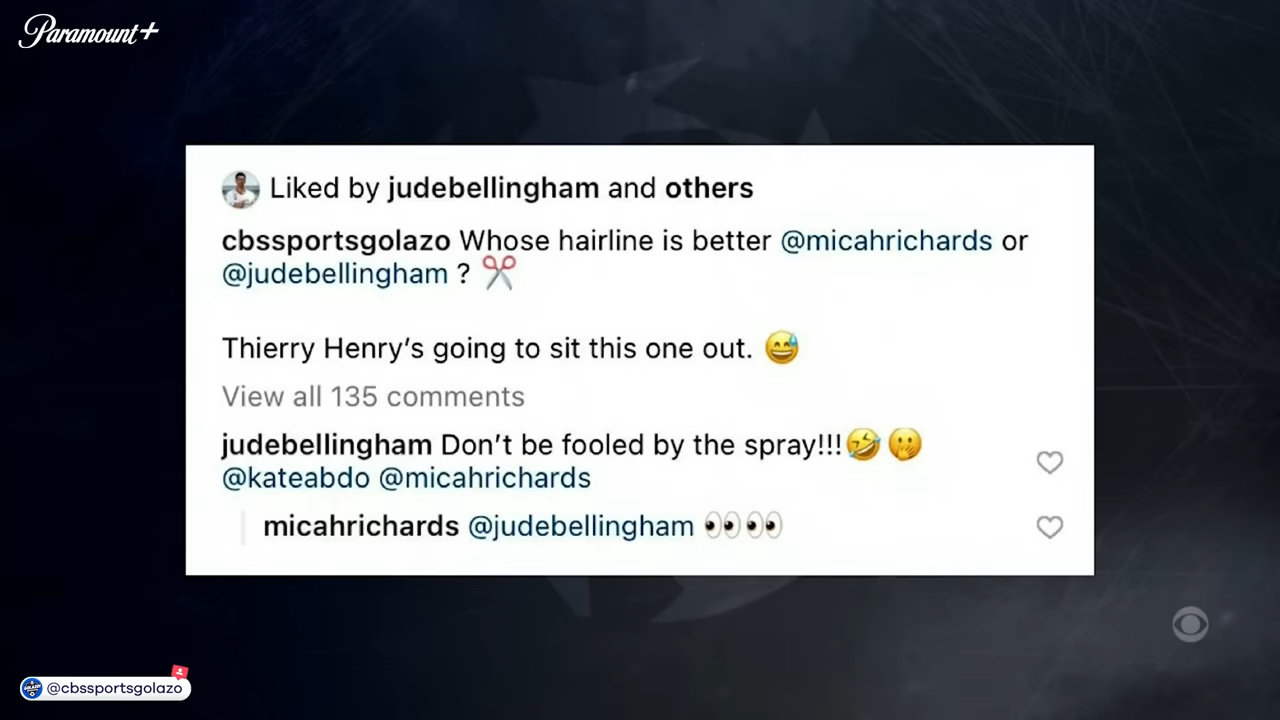 Paramount+
Liked by judebellingham and others
cbssportsgolazo Whose hairline is better @micahrichards or
@judebellingham ? ✂️
Thierry Henry’s going to sit this one out. 😅
View all 135 comments
judebellingham Don’t be fooled by the spray!!!🤣🤭
@kateabdo @micahrichards
micahrichards @judebellingham 👀👀
@cbssportsgolazo